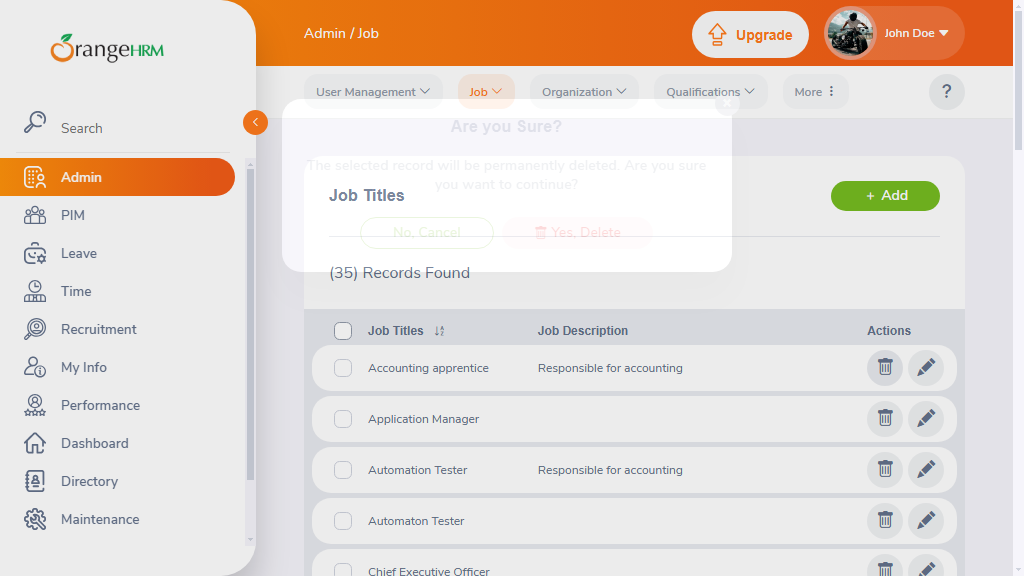 OrangeHRM
Admin / Job
Upgrade
John Doe
User Management
Job
Organization
Qualifications
More
?
Search
Admin
PIM
Leave
Time
Recruitment
My Info
Performance
Dashboard
Directory
Maintenance
Are you Sure?
The selected record will be permanently deleted. Are you sure
you want to continue?
No, Cancel
Yes, Delete
Job Titles
+ Add
(35) Records Found
Job Titles
Job Description
Actions
Accounting apprentice
Responsible for accounting
Application Manager
Automation Tester
Responsible for accounting
Automaton Tester
Chief Executive Officer